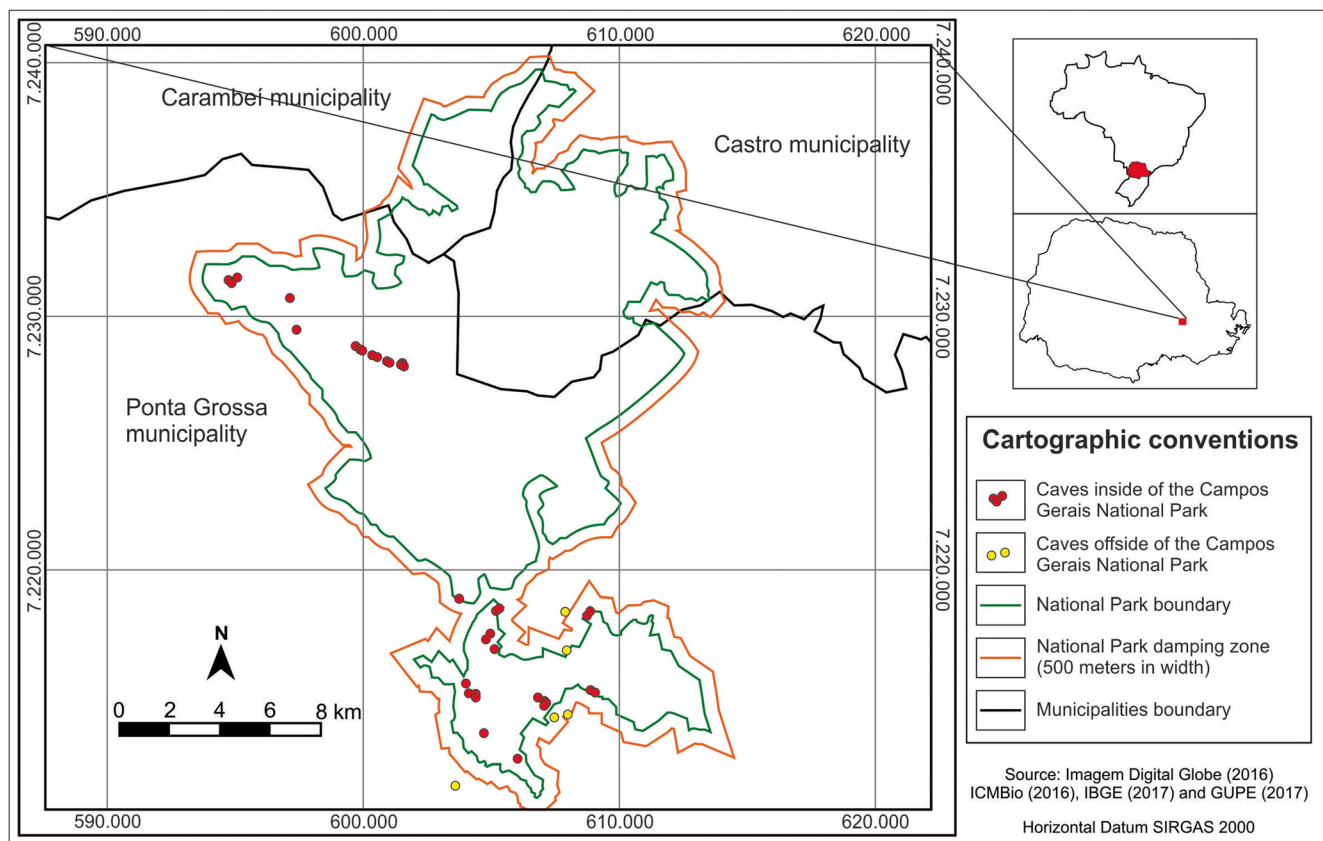 590.000
600.000
610.000
620.000
7.240.000
7.240.000
Carambeí municipality
Castro municipality
7.230.000
7.230.000
Ponta Grossa
municipality
7.220.000
7.220.000
N
0 2 4 6 8 km
590.000
600.000
610.000
620.000
Cartographic conventions
Caves inside of the Campos
Gerais National Park
Caves offside of the Campos
Gerais National Park
National Park boundary
National Park damping zone
(500 meters in width)
Municipalities boundary
Source: Imagem Digital Globe (2016)
ICMBio (2016), IBGE (2017) and GUPE (2017)
Horizontal Datum SIRGAS 2000